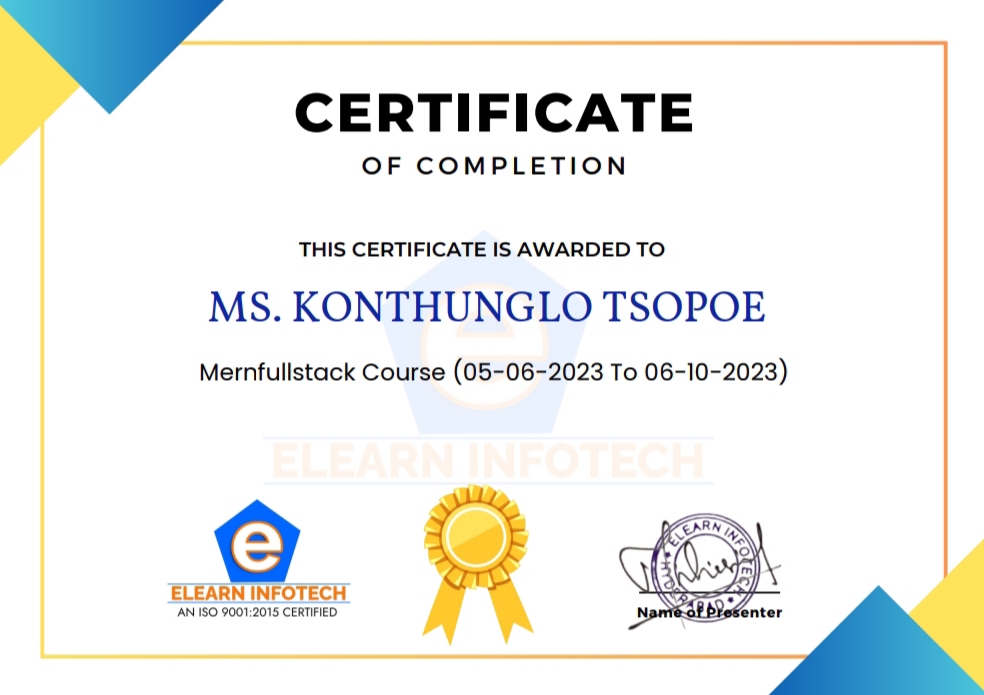 CERTIFICATE
OF COMPLETION
THIS CERTIFICATE IS AWARDED TO
MS. KONTHUNGLO TSOPOE
Mernfullstack Course (05-06-2023 To 06-10-2023)
e
ELEARN INFOTECH
e
ELEARN INFOTECH
AN ISO 9001:2015 CERTIFIED
ELEARN INFOTECH
HYDERABAD
Name of Presenter